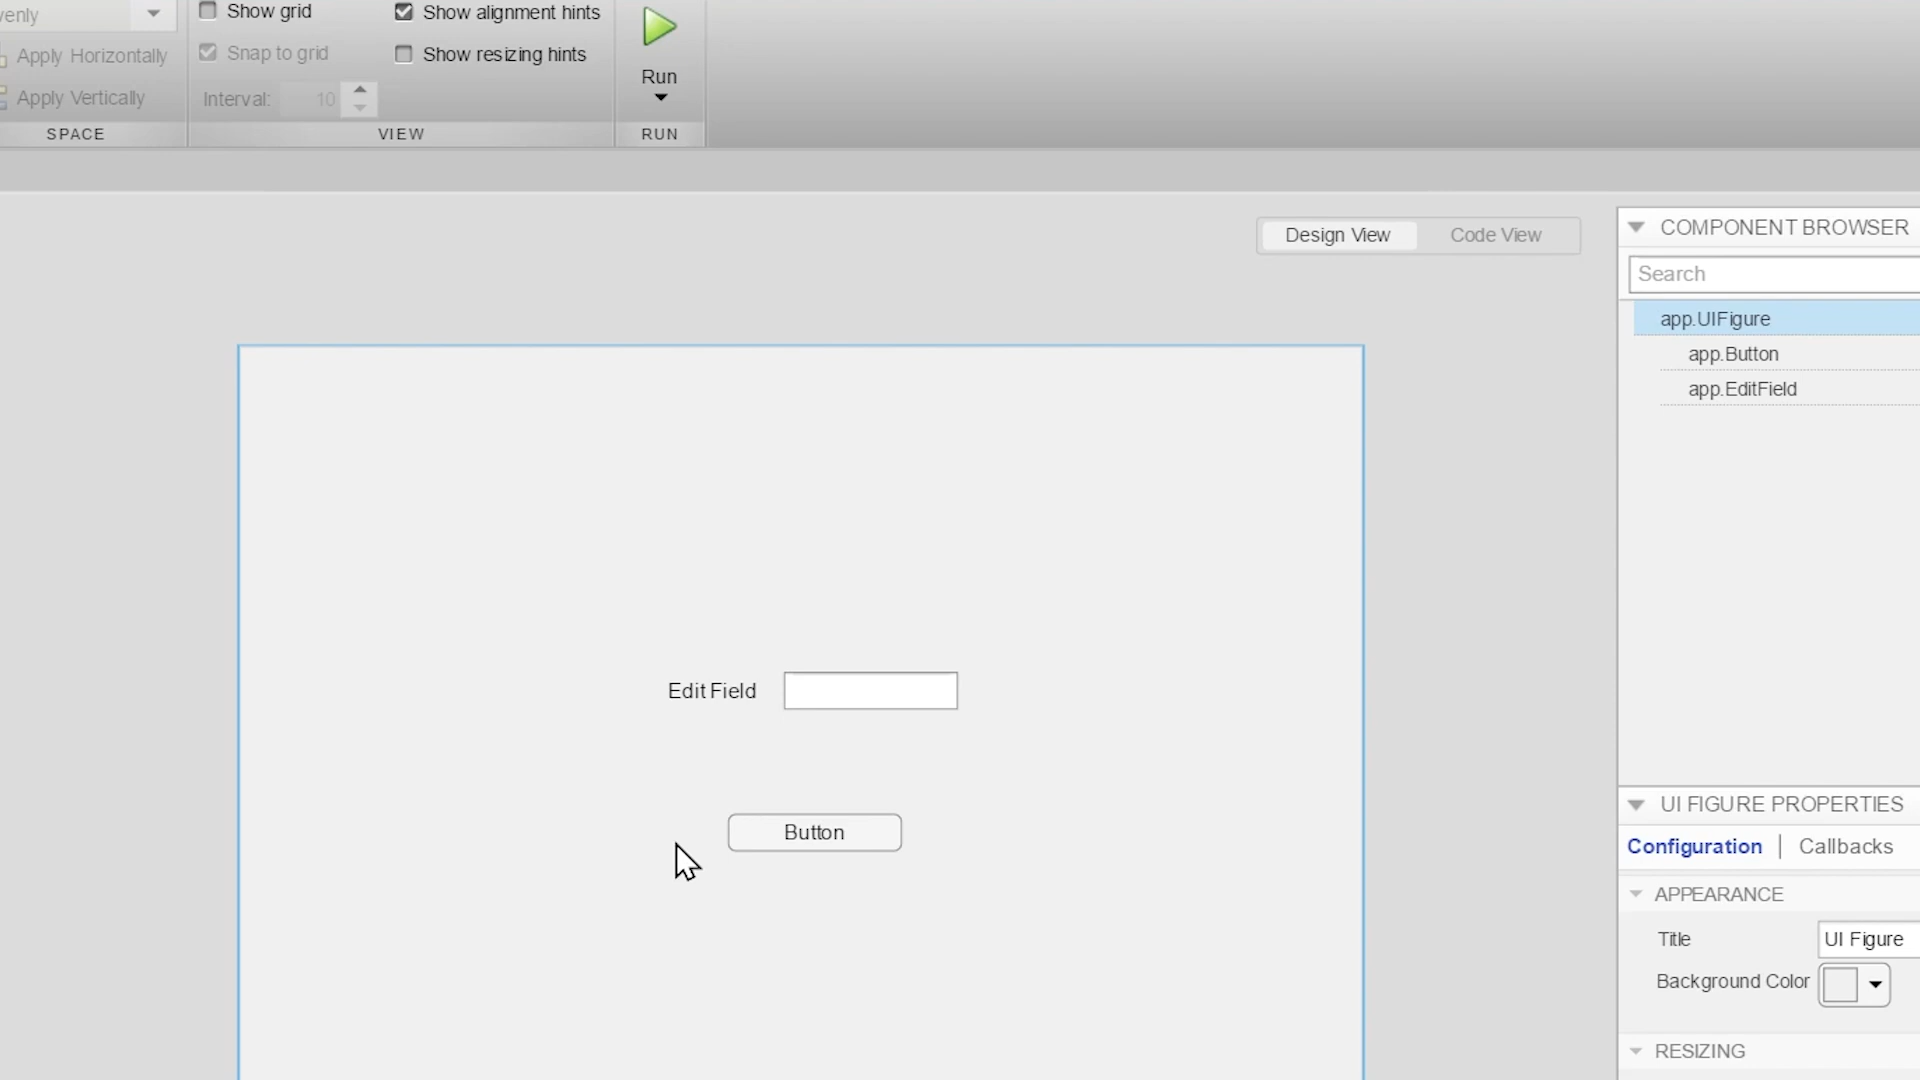 Show grid
Show alignment hints
Apply Horizontally
Snap to grid
Show resizing hints
Run
Apply Vertically
Interval: 10
SPACE
VIEW
RUN
Design View
Code View
COMPONENT BROWSER
Search
app.UIFigure
app.Button
app.EditField
Edit Field
Button
UI FIGURE PROPERTIES
Configuration | Callbacks
APPEARANCE
Title
UI Figure
Background Color
RESIZING